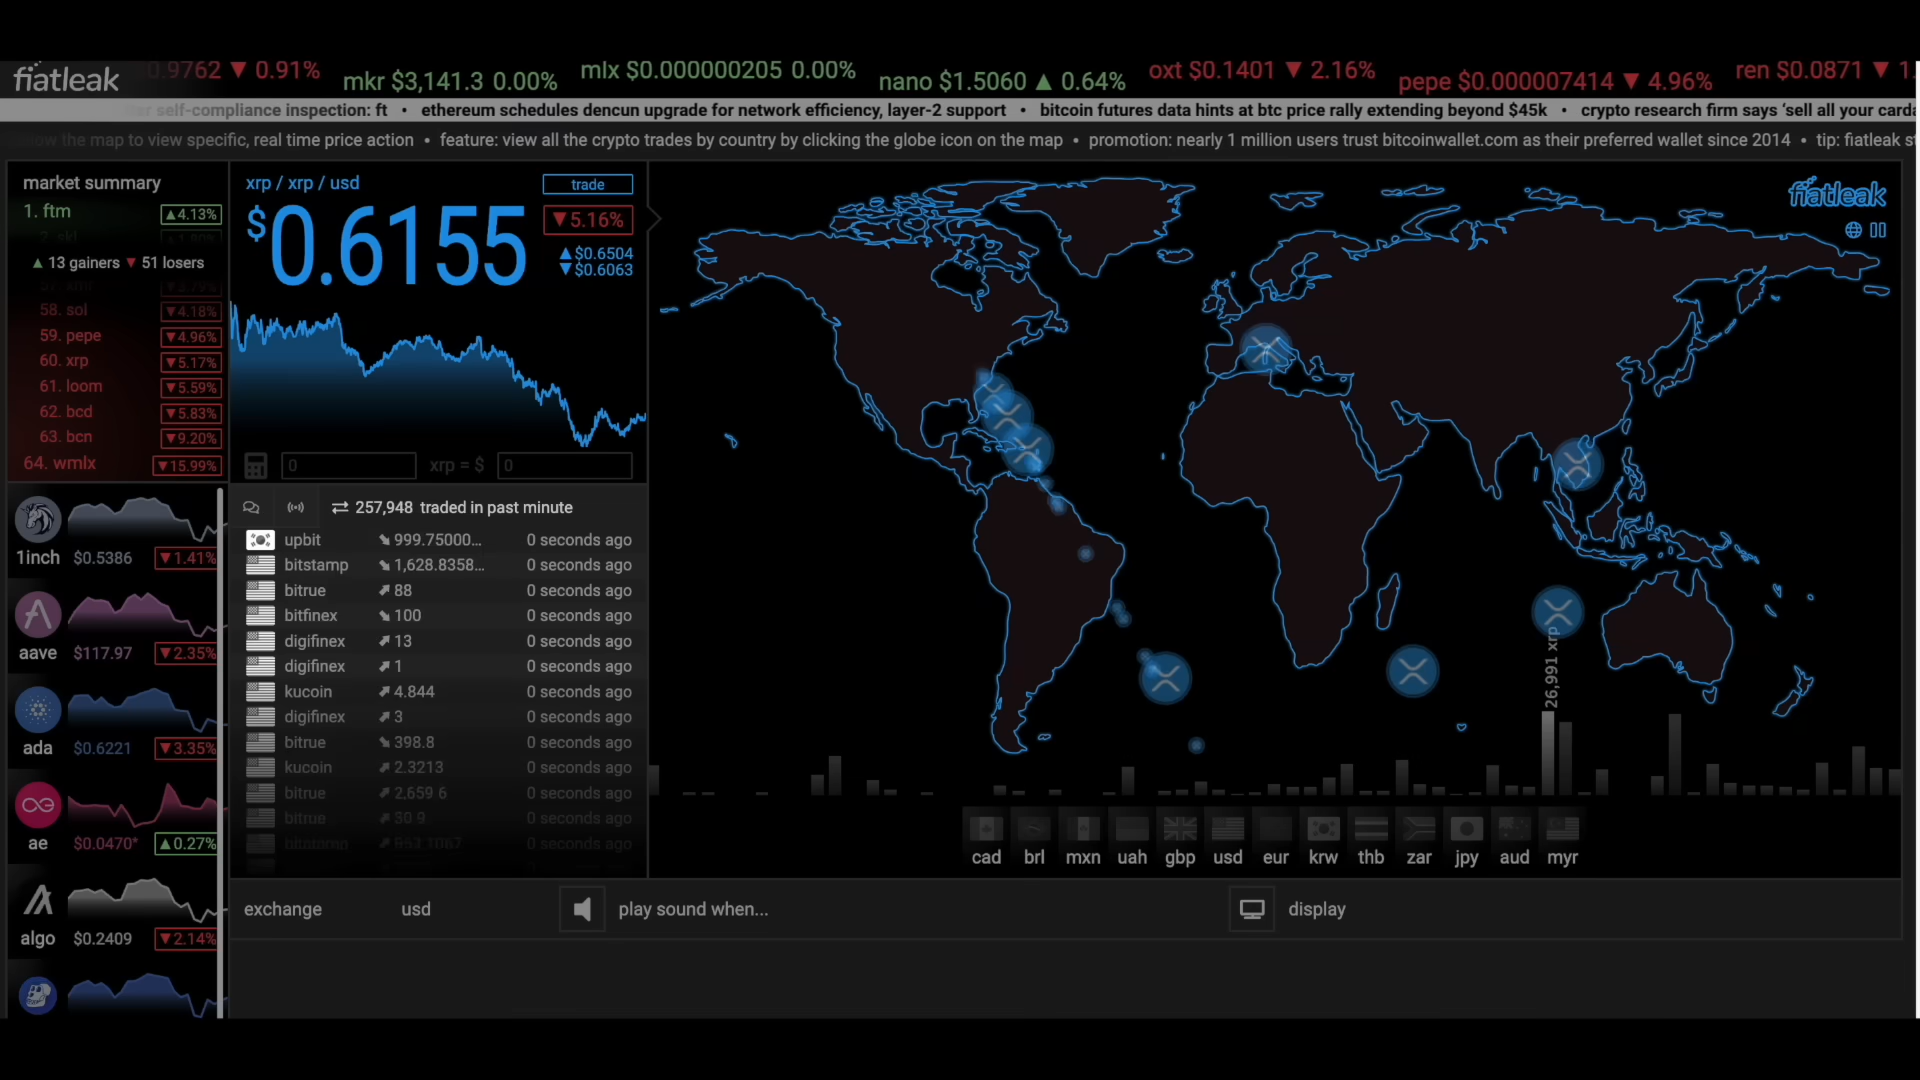 fiatleak
0.9762 ▼ 0.91%
mkr $3,141.3 0.00%
mlx $0.000000205 0.00%
nano $1.5060 ▲ 0.64%
oxt $0.1401 ▼ 2.16%
pepe $0.000007414 ▼ 4.96%
ren $0.0871 ▼ 1.
self-compliance inspection: ft • ethereum schedules dencun upgrade for network efficiency, layer-2 support • bitcoin futures data hints at btc price rally extending beyond $45k • crypto research firm says ‘sell all your carda
the map to view specific, real time price action • feature: view all the crypto trades by country by clicking the globe icon on the map • promotion: nearly 1 million users trust bitcoinwallet.com as their preferred wallet since 2014 • tip: fiatleak s
market summary
1. ftm ▲4.13%
2. skl
▲ 13 gainers ▼ 51 losers
58. sol ▼4.18%
59. pepe ▼4.96%
60. xrp ▼5.17%
61. loom ▼5.59%
62. bcd ▼5.83%
63. bcn ▼9.20%
64. wmlx ▼15.99%
1inch $0.5386 ▼1.41%
aave $117.97 ▼2.35%
ada $0.6221 ▼3.35%
ae $0.0470* ▲0.27%
algo $0.2409 ▼2.14%
xrp / xrp / usd
trade
$0.6155
▼5.16%
▲$0.6504
▼$0.6063
0 xrp = $ 0
257,948 traded in past minute
upbit 999.75000... 0 seconds ago
bitstamp 1,628.8358... 0 seconds ago
bitrue 88 0 seconds ago
bitfinex 100 0 seconds ago
digifinex 13 0 seconds ago
digifinex 1 0 seconds ago
kucoin 4.844 0 seconds ago
digifinex 3 0 seconds ago
bitrue 398.8 0 seconds ago
kucoin 2.3213 0 seconds ago
bitrue 2,659.6 0 seconds ago
bitrue 30.9 0 seconds ago
bitstamp 0 seconds ago
fiatleak
26,991 xrp
cad brl mxn uah gbp usd eur krw thb zar jpy aud myr
exchange usd
play sound when...
display